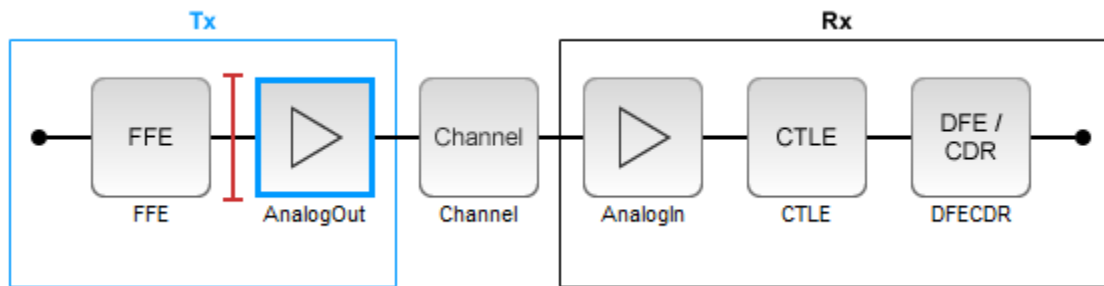 Tx
Rx
FFE
Channel
CTLE
DFE /
CDR
FFE
AnalogOut
Channel
AnalogIn
CTLE
DFECDR